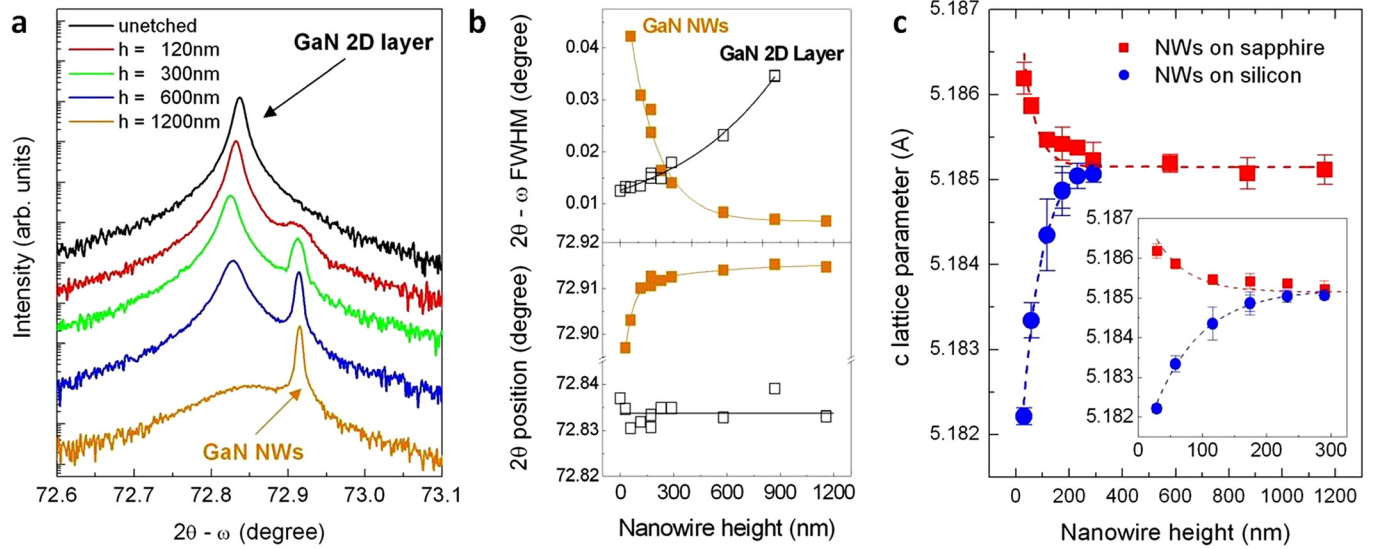 a
unetched
h = 120nm
h = 300nm
h = 600nm
h = 1200nm
GaN 2D layer
GaN NWs
Intensity (arb. units)
72.6 72.7 72.8 72.9 73.0 73.1
2θ - ω (degree)
b
GaN NWs
GaN 2D Layer
2θ - ω FWHM (degree)
0.04
0.03
0.02
0.01
72.92
72.91
72.90
72.84
72.83
72.82
2θ position (degree)
0 300 600 900 1200
Nanowire height (nm)
c
NWs on sapphire
NWs on silicon
c lattice parameter (A)
5.187
5.186
5.185
5.184
5.183
5.182
5.187
5.186
5.185
5.184
5.183
5.182
0 100 200 300
0 200 400 600 800 1000 1200
Nanowire height (nm)